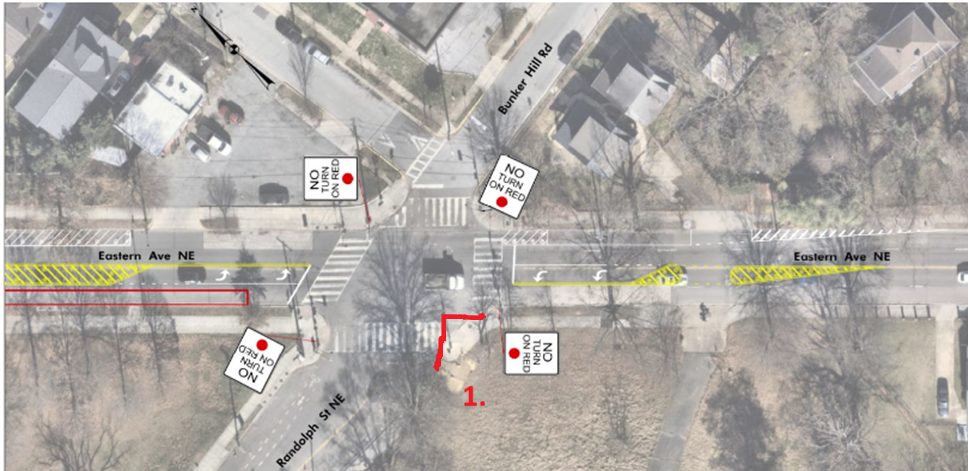 N
Bunker Hill Rd
NO
TURN
ON RED
NO
TURN
ON RED
Eastern Ave NE
Eastern Ave NE
NO
TURN
ON RED
NO
TURN
ON RED
1.
Randolph St NE